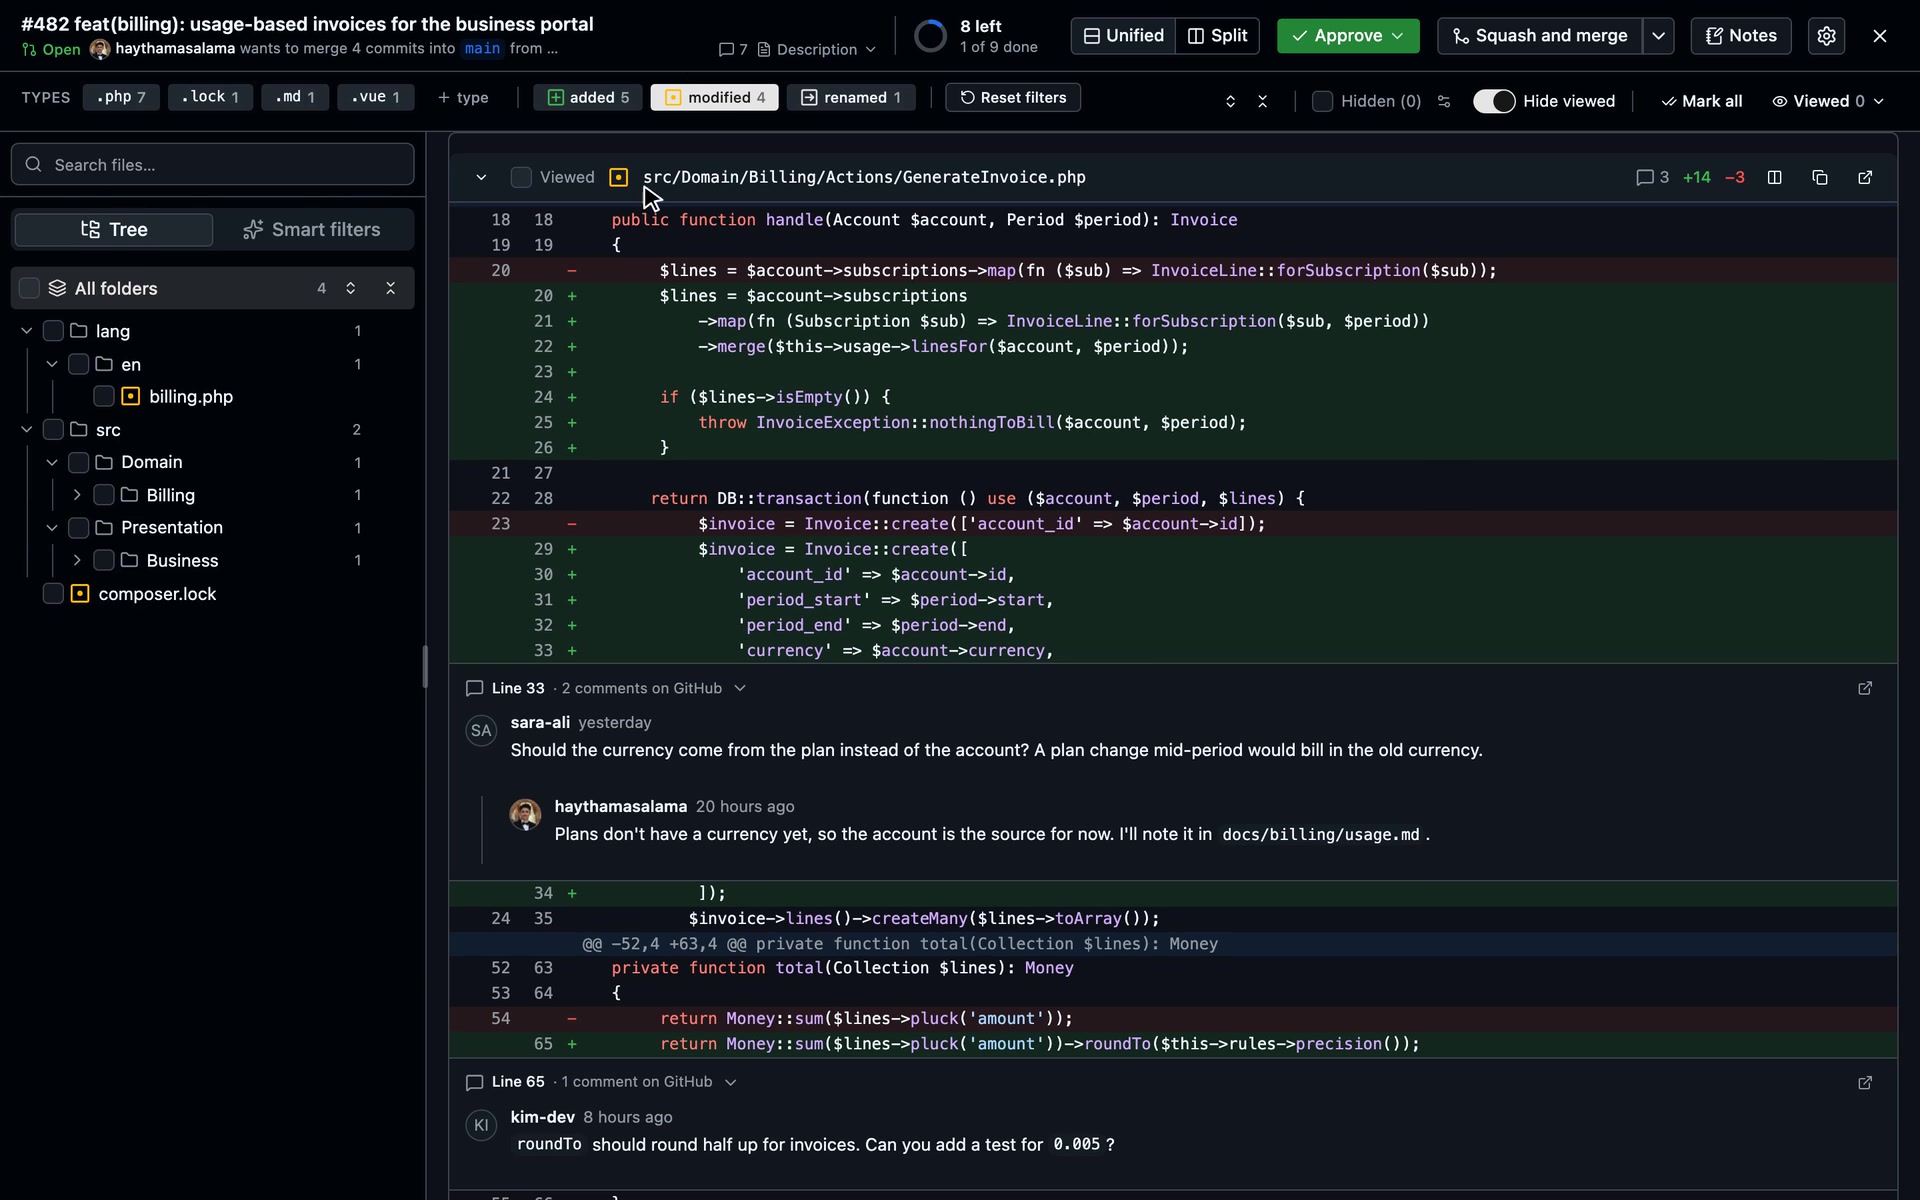 #482 feat(billing): usage-based invoices for the business portal
Open haythamasalama wants to merge 4 commits into main from ...
7 Description
8 left
1 of 9 done
Unified Split
Approve
Squash and merge
Notes
TYPES .php 7 .lock 1 .md 1 .vue 1 + type added 5 modified 4 renamed 1 Reset filters
Hidden (0) Hide viewed Mark all Viewed 0
Search files...
Tree Smart filters
All folders 4
lang 1
en 1
billing.php
src 2
Domain 1
Billing 1
Presentation 1
Business 1
composer.lock
Viewed src/Domain/Billing/Actions/GenerateInvoice.php 3 +14 −3
18 18 public function handle(Account $account, Period $period): Invoice
19 19 {
20 − $lines = $account->subscriptions->map(fn ($sub) => InvoiceLine::forSubscription($sub));
20 + $lines = $account->subscriptions
21 + ->map(fn (Subscription $sub) => InvoiceLine::forSubscription($sub, $period))
22 + ->merge($this->usage->linesFor($account, $period));
23 +
24 + if ($lines->isEmpty()) {
25 + throw InvoiceException::nothingToBill($account, $period);
26 + }
21 27
22 28 return DB::transaction(function () use ($account, $period, $lines) {
23 − $invoice = Invoice::create(['account_id' => $account->id]);
29 + $invoice = Invoice::create([
30 + 'account_id' => $account->id,
31 + 'period_start' => $period->start,
32 + 'period_end' => $period->end,
33 + 'currency' => $account->currency,
Line 33 · 2 comments on GitHub
SA sara-ali yesterday
Should the currency come from the plan instead of the account? A plan change mid-period would bill in the old currency.
haythamasalama 20 hours ago
Plans don't have a currency yet, so the account is the source for now. I'll note it in docs/billing/usage.md .
34 + ]);
24 35 $invoice->lines()->createMany($lines->toArray());
@@ −52,4 +63,4 @@ private function total(Collection $lines): Money
52 63 private function total(Collection $lines): Money
53 64 {
54 − return Money::sum($lines->pluck('amount'));
65 + return Money::sum($lines->pluck('amount'))->roundTo($this->rules->precision());
Line 65 · 1 comment on GitHub
KI kim-dev 8 hours ago
roundTo should round half up for invoices. Can you add a test for 0.005 ?